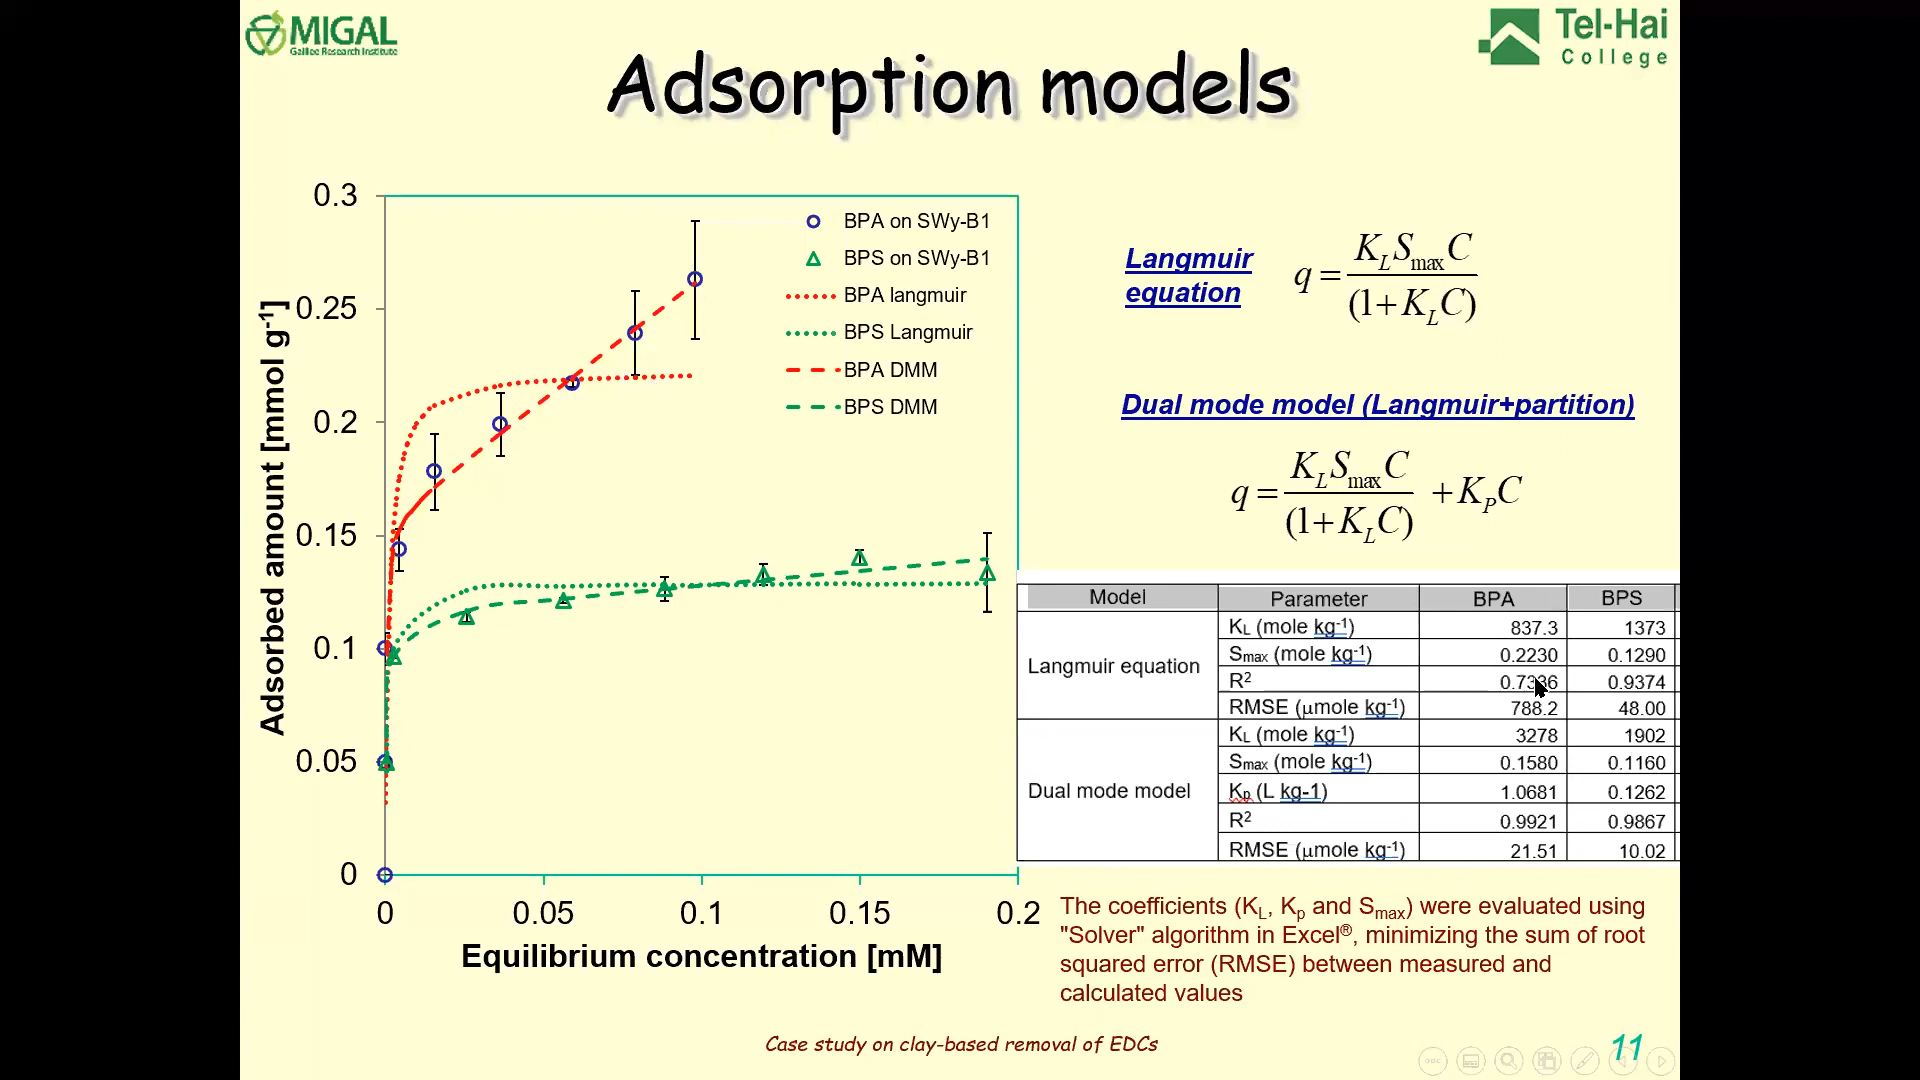 MIGAL
Galilee Research Institute
Tel-Hai
College
Adsorption models
0.3
0.25
0.2
0.15
0.1
0.05
0
0 0.05 0.1 0.15 0.2
Adsorbed amount [mmol g-1]
Equilibrium concentration [mM]
BPA on SWy-B1
BPS on SWy-B1
BPA langmuir
BPS Langmuir
BPA DMM
BPS DMM
Langmuir
equation
q = KLSmaxC / (1+KLC)
Dual mode model (Langmuir+partition)
q = KLSmaxC / (1+KLC) + KPC
Model Parameter BPA BPS
Langmuir equation
KL (mole kg-1) 837.3 1373
Smax (mole kg-1) 0.2230 0.1290
R2 0.7336 0.9374
RMSE (µmole kg-1) 788.2 48.00
Dual mode model
KL (mole kg-1) 3278 1902
Smax (mole kg-1) 0.1580 0.1160
Kp (L kg-1) 1.0681 0.1262
R2 0.9921 0.9867
RMSE (µmole kg-1) 21.51 10.02
The coefficients (KL, Kp and Smax) were evaluated using
"Solver" algorithm in Excel®, minimizing the sum of root
squared error (RMSE) between measured and
calculated values
Case study on clay-based removal of EDCs
11